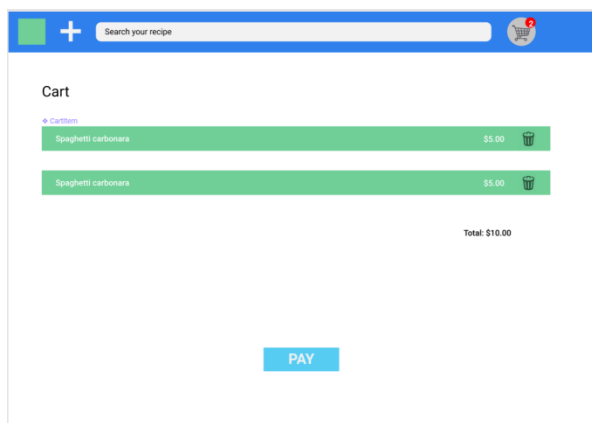 Search your recipe
2
Cart
CartItem
Spaghetti carbonara $5.00
Spaghetti carbonara $5.00
Total: $10.00
PAY